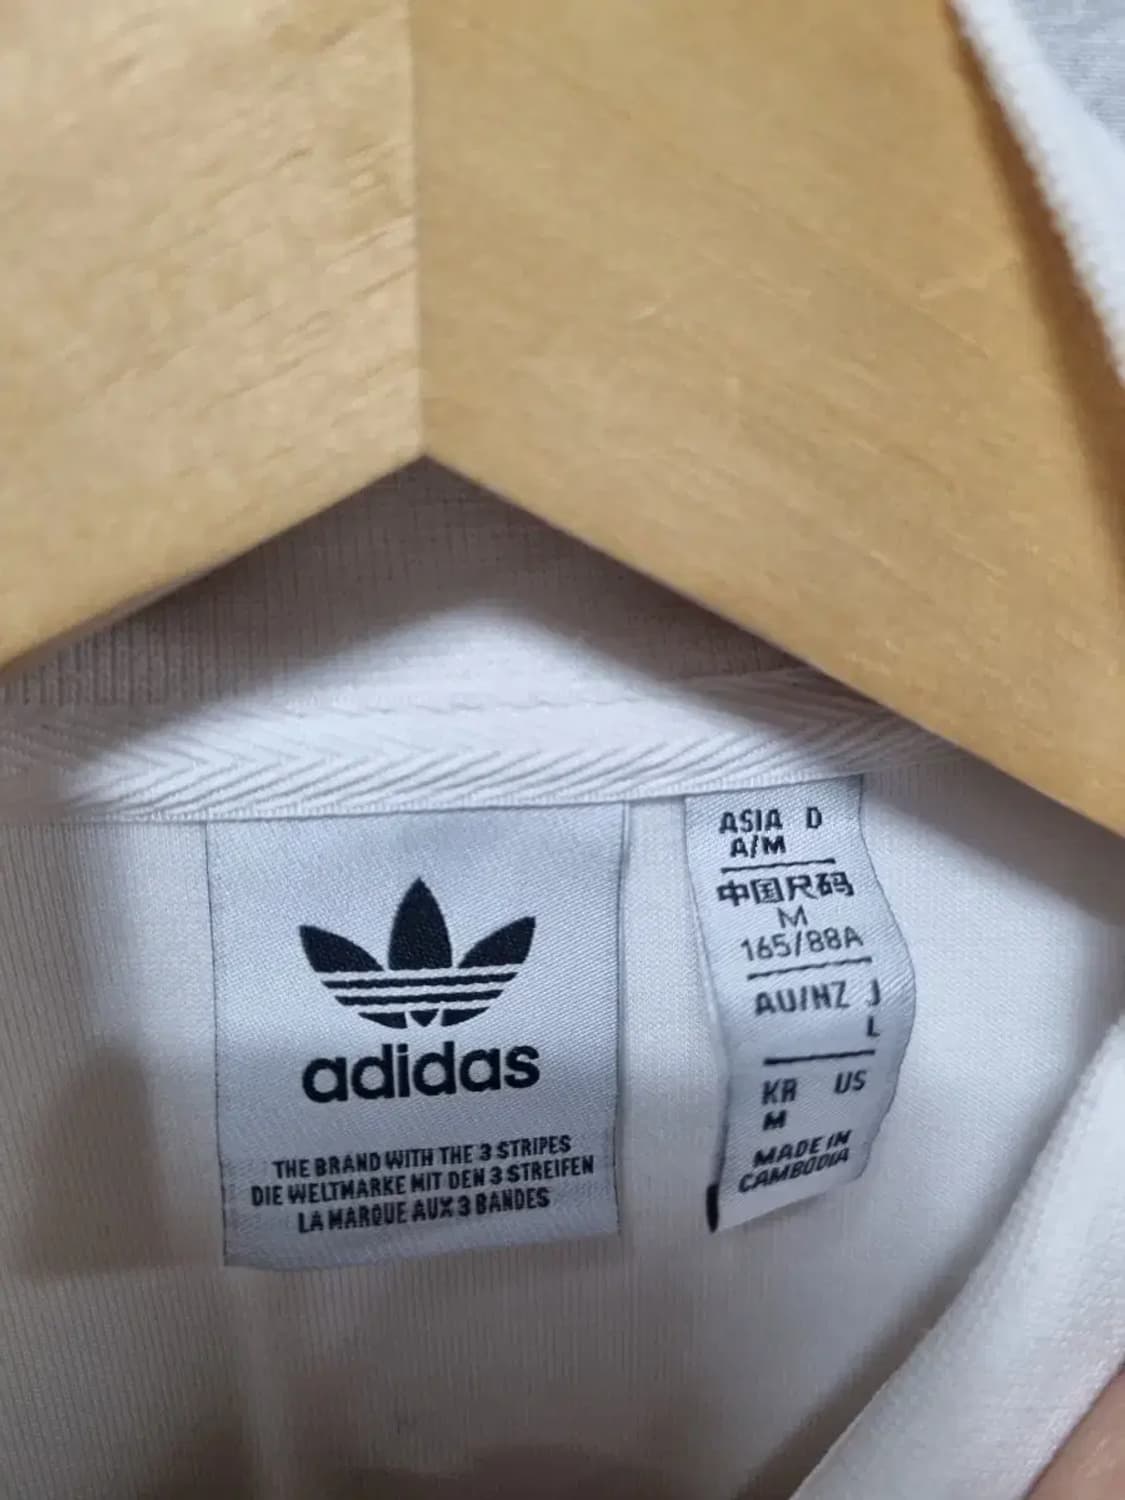 adidas
THE BRAND WITH THE 3 STRIPES
DIE WELTMARKE MIT DEN 3 STREIFEN
LA MARQUE AUX 3 BANDES
ASIA D
A/M
中国尺码
M
165/88A
AU/NZ J
L
KR US
M
MADE IN
CAMBODIA